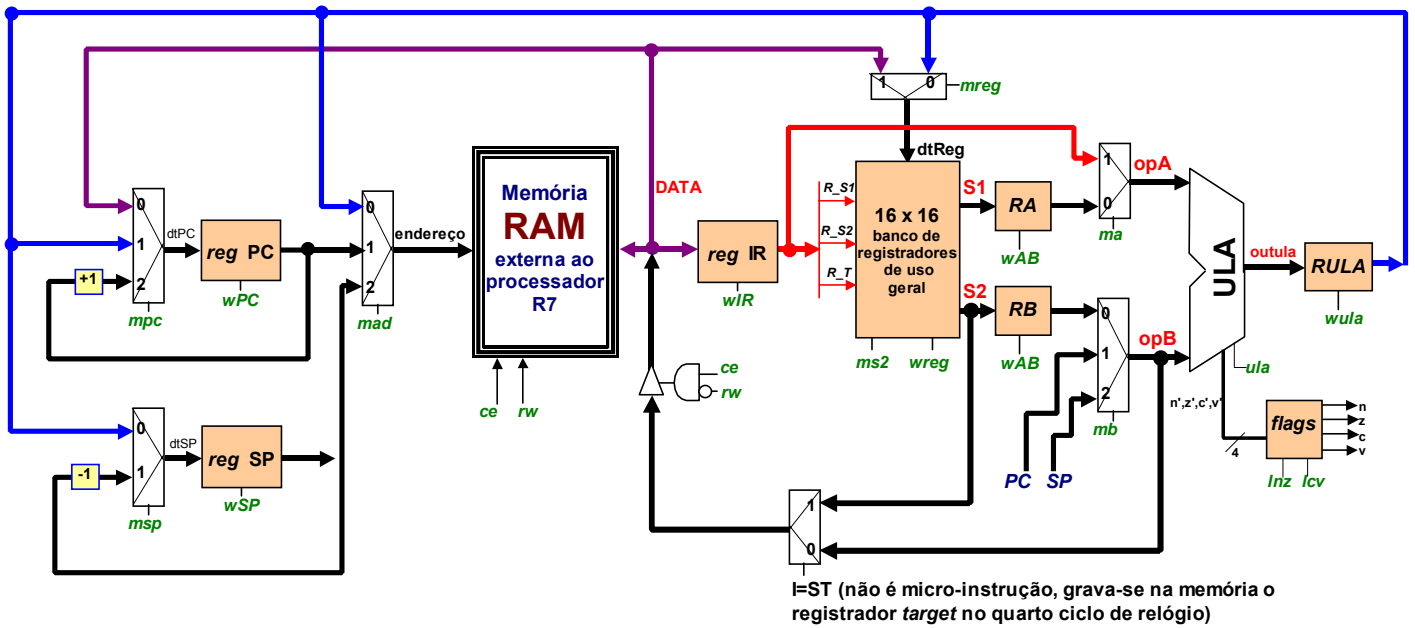 mreg
1
0
dtReg
DATA
Memória
RAM
externa ao
processador
R7
ce
rw
0
1
2
dtPC
reg PC
wPC
mpc
+1
0
1
2
mad
endereço
0
1
dtSP
reg SP
wSP
msp
-1
reg IR
wIR
R_S1
R_S2
R_T
16 x 16
banco de
registradores
de uso
geral
ms2
wreg
S1
S2
RA
wAB
RB
wAB
1
0
ma
opA
0
1
2
mb
opB
PC
SP
ULA
ula
outula
RULA
wula
n',z',c',v'
4
flags
n
z
c
v
lnz
lcv
ce
rw
1
0
I=ST (não é micro-instrução, grava-se na memória o
registrador target no quarto ciclo de relógio)